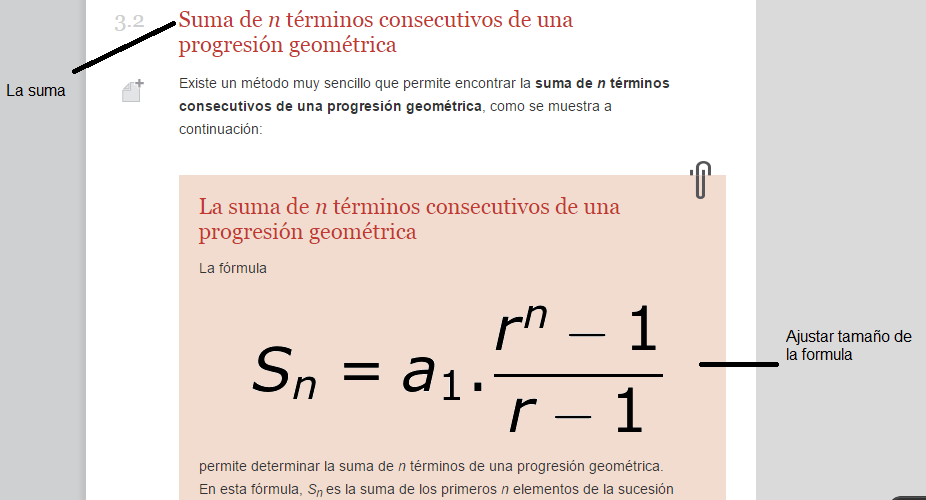 3.2 Suma de n términos consecutivos de una
progresión geométrica
La suma
Existe un método muy sencillo que permite encontrar la suma de n términos
consecutivos de una progresión geométrica, como se muestra a
continuación:
La suma de n términos consecutivos de una
progresión geométrica
La fórmula
Sₙ = a₁. (rⁿ − 1)/(r − 1)
Ajustar tamaño de
la formula
permite determinar la suma de n términos de una progresión geométrica.
En esta fórmula, Sₙ es la suma de los primeros n elementos de la sucesión